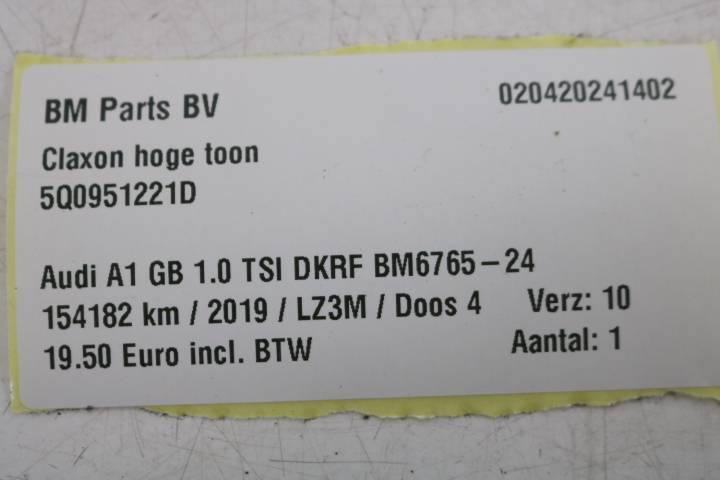 BM Parts BV 020420241402
Claxon hoge toon
5Q0951221D
Audi A1 GB 1.0 TSI DKRF BM6765-24
154182 km / 2019 / LZ3M / Doos 4 Verz: 10
19.50 Euro incl. BTW Aantal: 1